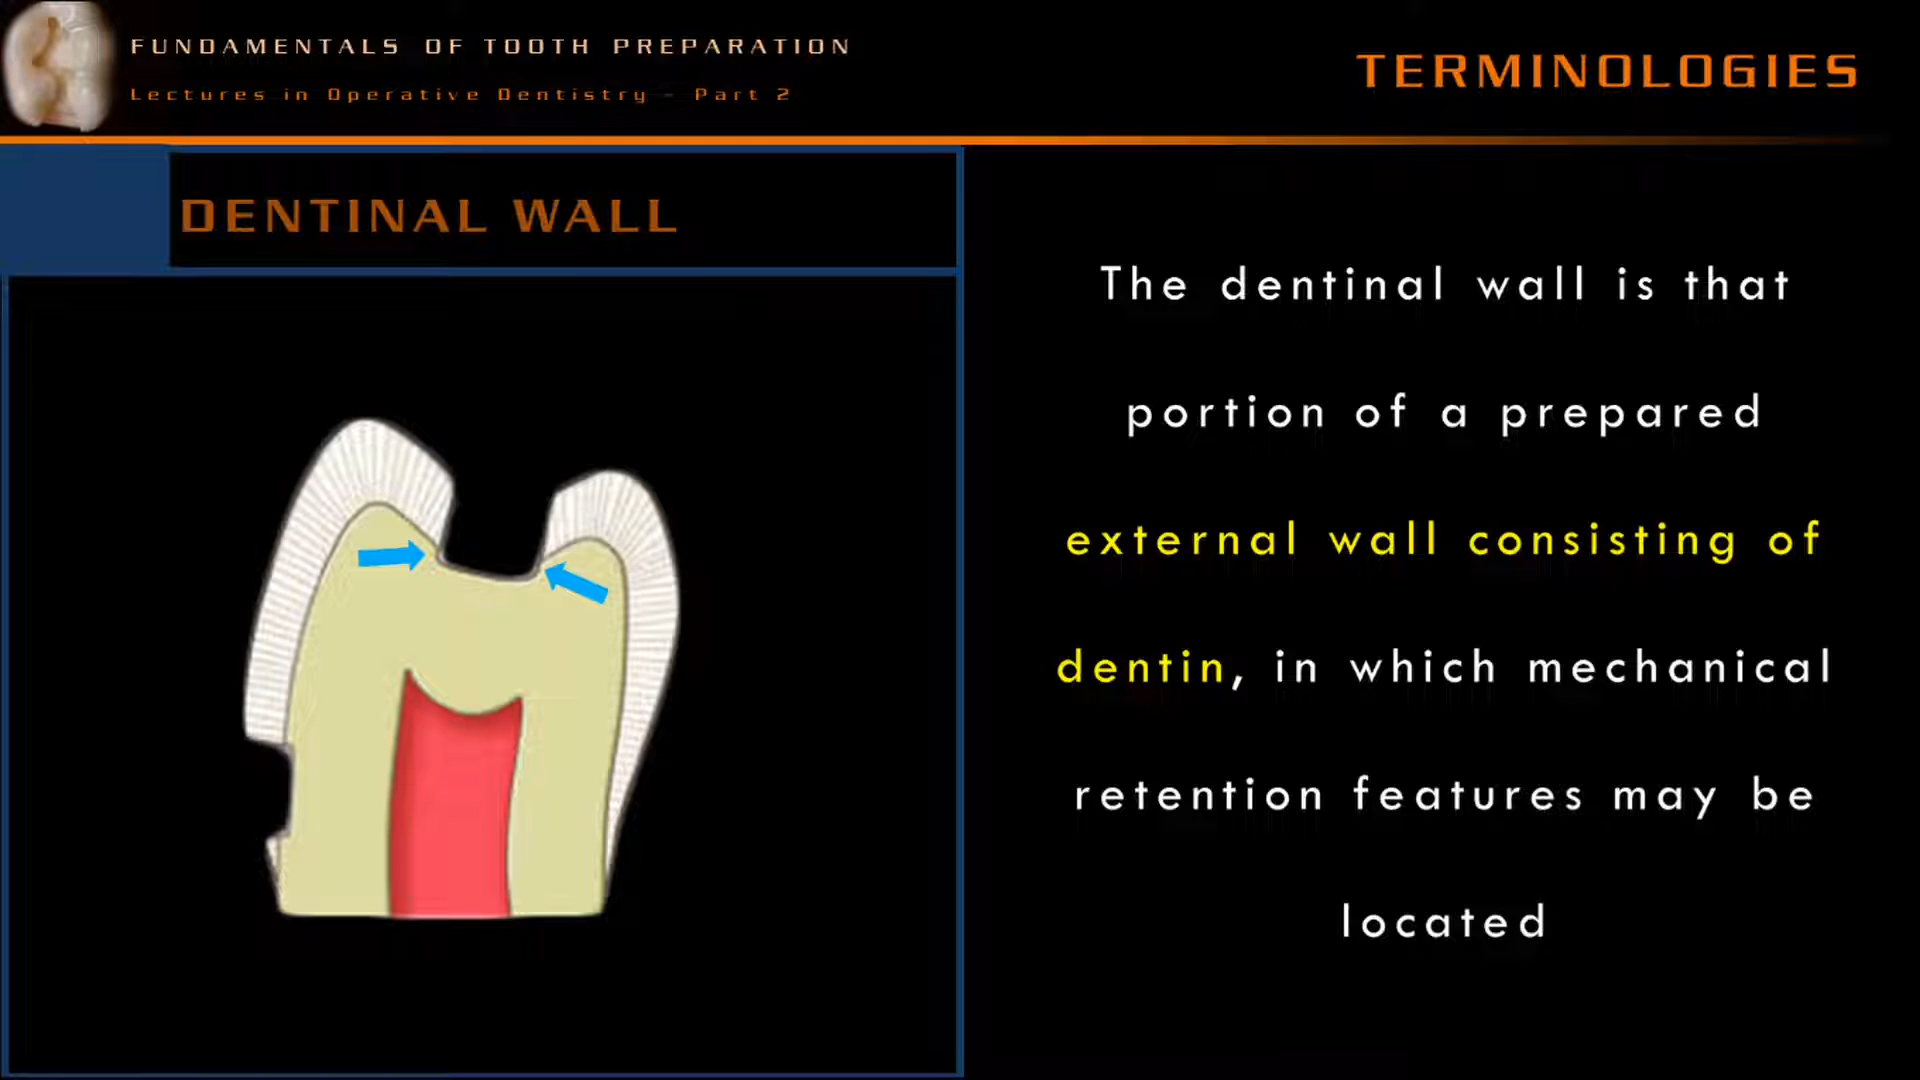 FUNDAMENTALS OF TOOTH PREPARATION
Lectures in Operative Dentistry - Part 2
TERMINOLOGIES
DENTINAL WALL
The dentinal wall is that
portion of a prepared
external wall consisting of
dentin, in which mechanical
retention features may be
located